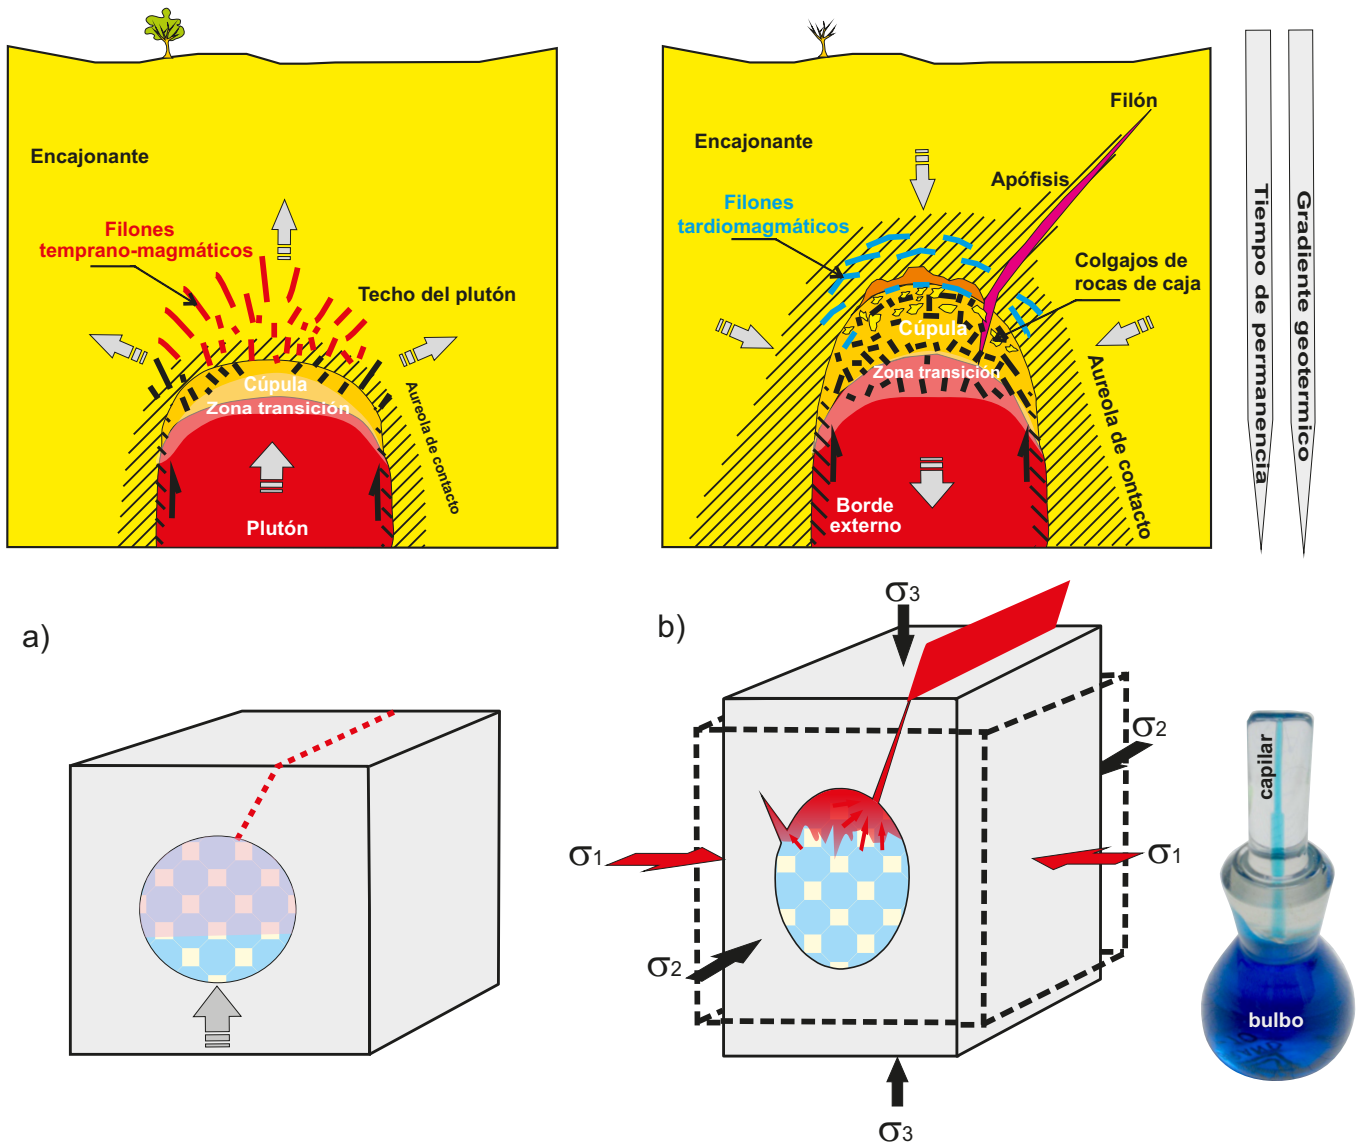 Encajonante
Filones
temprano-magmáticos
Techo del plutón
Cúpula
Zona transición
Aureola de contacto
Plutón
Filón
Encajonante
Apófisis
Filones
tardiomagmáticos
Colgajos de
rocas de caja
Cúpula
Zona transición
Aureola de contacto
Borde
externo
Tiempo de permanencia
Gradiente geotermico
a)
b)
σ3
σ2
σ1
σ1
σ2
σ3
capilar
bulbo